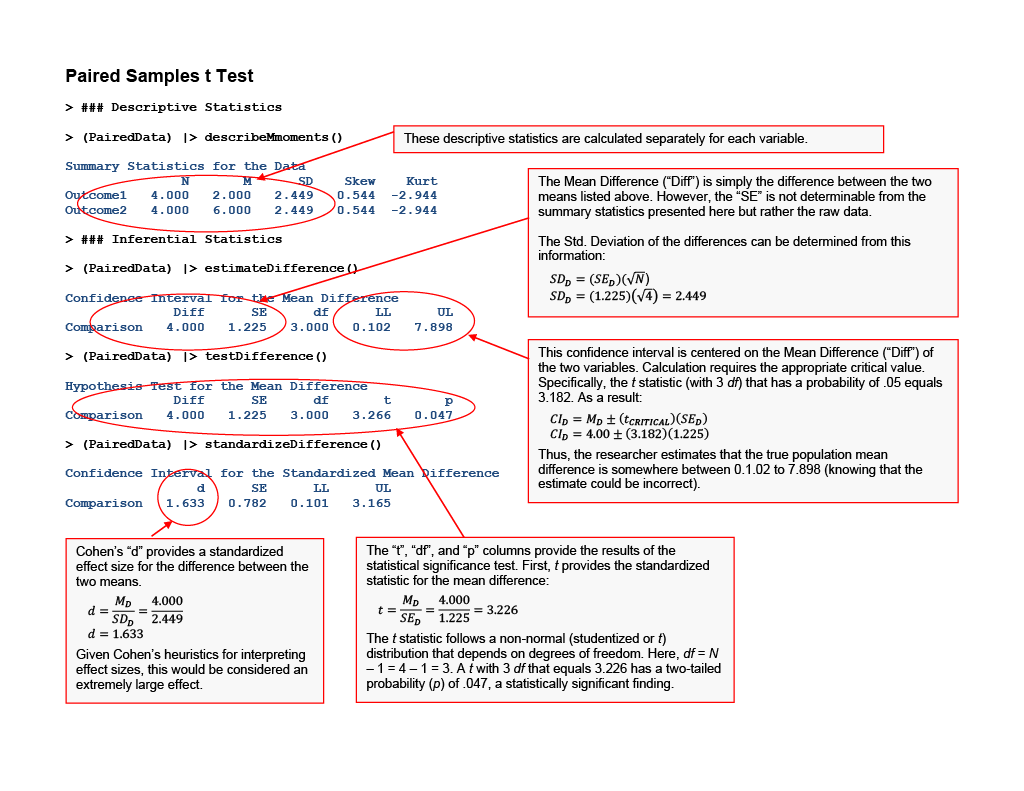 Paired Samples t Test
> ### Descriptive Statistics
> (PairedData) |> describeMmoments()
These descriptive statistics are calculated separately for each variable.
Summary Statistics for the Data
N M SD Skew Kurt
Outcome1 4.000 2.000 2.449 0.544 -2.944
Outcome2 4.000 6.000 2.449 0.544 -2.944
The Mean Difference (“Diff”) is simply the difference between the two
means listed above. However, the “SE” is not determinable from the
summary statistics presented here but rather the raw data.
The Std. Deviation of the differences can be determined from this
information:
SD_D = (SE_D)(√N)
SD_D = (1.225)(√4) = 2.449
> ### Inferential Statistics
> (PairedData) |> estimateDifference()
Confidence Interval for the Mean Difference
Diff SE df LL UL
Comparison 4.000 1.225 3.000 0.102 7.898
This confidence interval is centered on the Mean Difference (“Diff”) of
the two variables. Calculation requires the appropriate critical value.
Specifically, the t statistic (with 3 df) that has a probability of .05 equals
3.182. As a result:
CI_D = M_D ± (t_CRITICAL)(SE_D)
CI_D = 4.00 ± (3.182)(1.225)
Thus, the researcher estimates that the true population mean
difference is somewhere between 0.1.02 to 7.898 (knowing that the
estimate could be incorrect).
> (PairedData) |> testDifference()
Hypothesis Test for the Mean Difference
Diff SE df t p
Comparison 4.000 1.225 3.000 3.266 0.047
> (PairedData) |> standardizeDifference()
Confidence Interval for the Standardized Mean Difference
d SE LL UL
Comparison 1.633 0.782 0.101 3.165
Cohen’s “d” provides a standardized
effect size for the difference between the
two means.
d = M_D / SD_D = 4.000 / 2.449
d = 1.633
Given Cohen’s heuristics for interpreting
effect sizes, this would be considered an
extremely large effect.
The “t”, “df”, and “p” columns provide the results of the
statistical significance test. First, t provides the standardized
statistic for the mean difference:
t = M_D / SE_D = 4.000 / 1.225 = 3.226
The t statistic follows a non-normal (studentized or t)
distribution that depends on degrees of freedom. Here, df = N
– 1 = 4 – 1 = 3. A t with 3 df that equals 3.226 has a two-tailed
probability (p) of .047, a statistically significant finding.